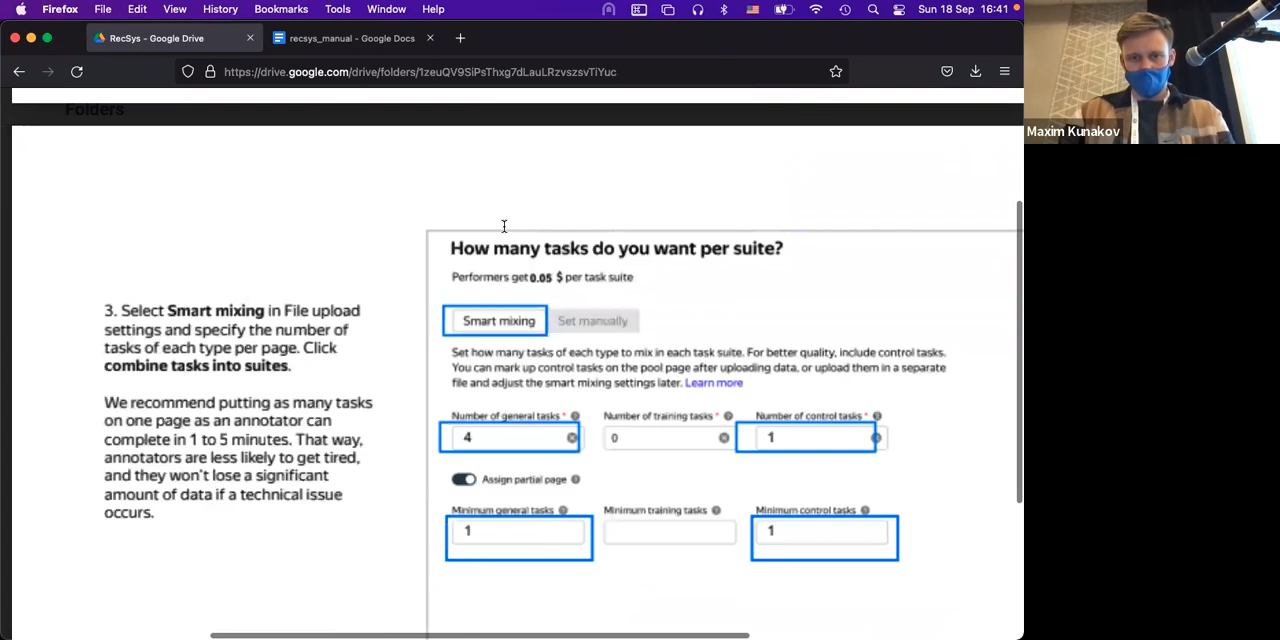 Firefox File Edit View History Bookmarks Tools Window Help Sun 18 Sep 16:41
RecSys - Google Drive recsys_manual - Google Docs
https://drive.google.com/drive/folders/1zeuQV9SiPsThxg7dLauLRzvszsvTiYuc
Maxim Kunakov
Folders
How many tasks do you want per suite?
Performers get 0.05 $ per task suite
3. Select Smart mixing in File upload
settings and specify the number of
tasks of each type per page. Click
combine tasks into suites.
We recommend putting as many tasks
on one page as an annotator can
complete in 1 to 5 minutes. That way,
annotators are less likely to get tired,
and they won't lose a significant
amount of data if a technical issue
occurs.
Smart mixing Set manually
Set how many tasks of each type to mix in each task suite. For better quality, include control tasks.
You can mark up control tasks on the pool page after uploading data, or upload them in a separate
file and adjust the smart mixing settings later. Learn more
Number of general tasks * Number of training tasks * Number of control tasks *
4 0 1
Assign partial page
Minimum general tasks Minimum training tasks Minimum control tasks
1 1